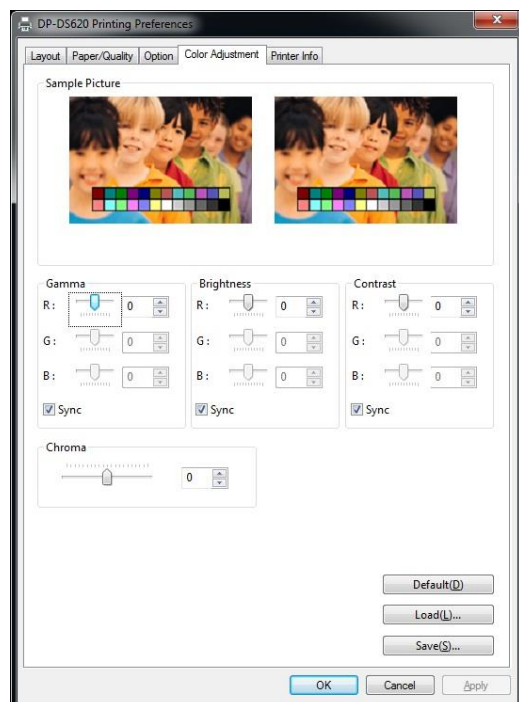 DP-DS620 Printing Preferences
Layout Paper/Quality Option Color Adjustment Printer Info
Sample Picture
Gamma Brightness Contrast
R: 0 R: 0 R: 0
G: 0 G: 0 G: 0
B: 0 B: 0 B: 0
Sync Sync Sync
Chroma
0
Default(D)
Load(L)...
Save(S)...
OK Cancel Apply